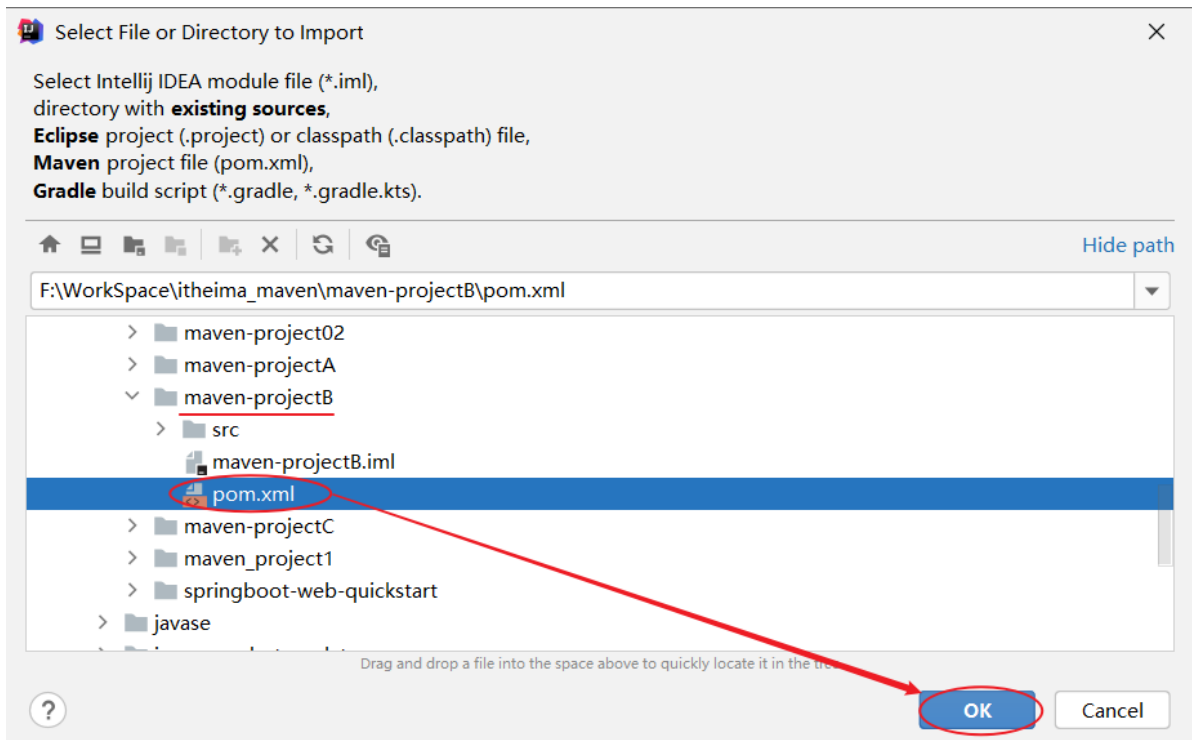 Select File or Directory to Import
Select Intellij IDEA module file (*.iml),
directory with existing sources,
Eclipse project (.project) or classpath (.classpath) file,
Maven project file (pom.xml),
Gradle build script (*.gradle, *.gradle.kts).
Hide path
F:\WorkSpace\itheima_maven\maven-projectB\pom.xml
maven-project02
maven-projectA
maven-projectB
src
maven-projectB.iml
pom.xml
maven-projectC
maven_project1
springboot-web-quickstart
javase
Drag and drop a file into the space above to quickly locate it in the
?
OK
Cancel